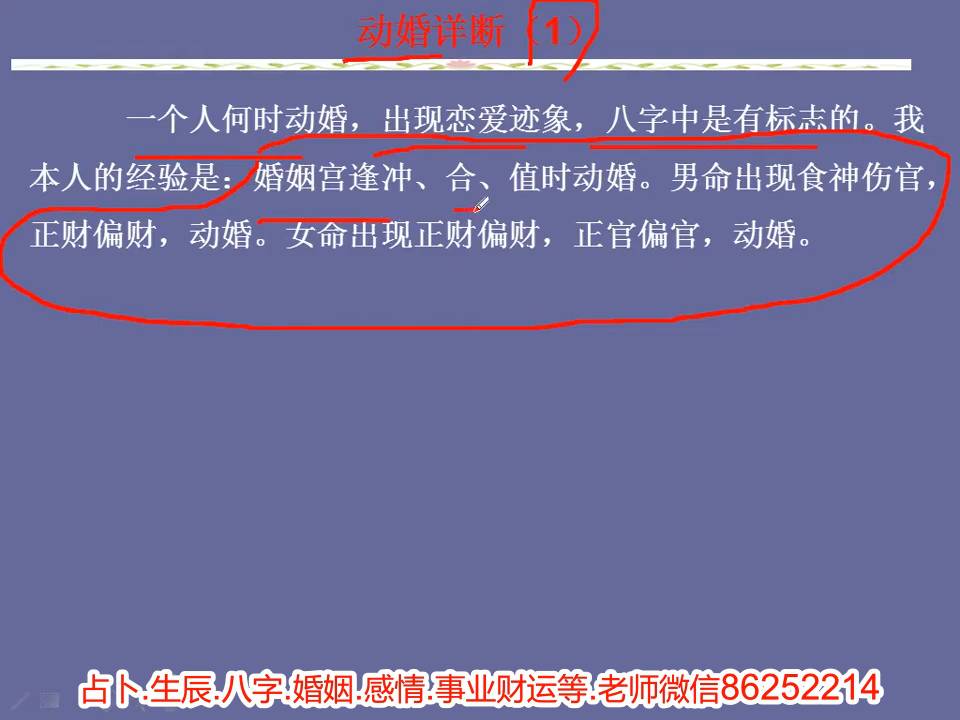 动婚详断（1）
一个人何时动婚，出现恋爱迹象，八字中是有标志的。我
本人的经验是：婚姻宫逢冲、合、值时动婚。男命出现食神伤官，
正财偏财，动婚。女命出现正财偏财，正官偏官，动婚。
占卜.生辰.八字.婚姻.感情.事业财运等.老师微信86252214